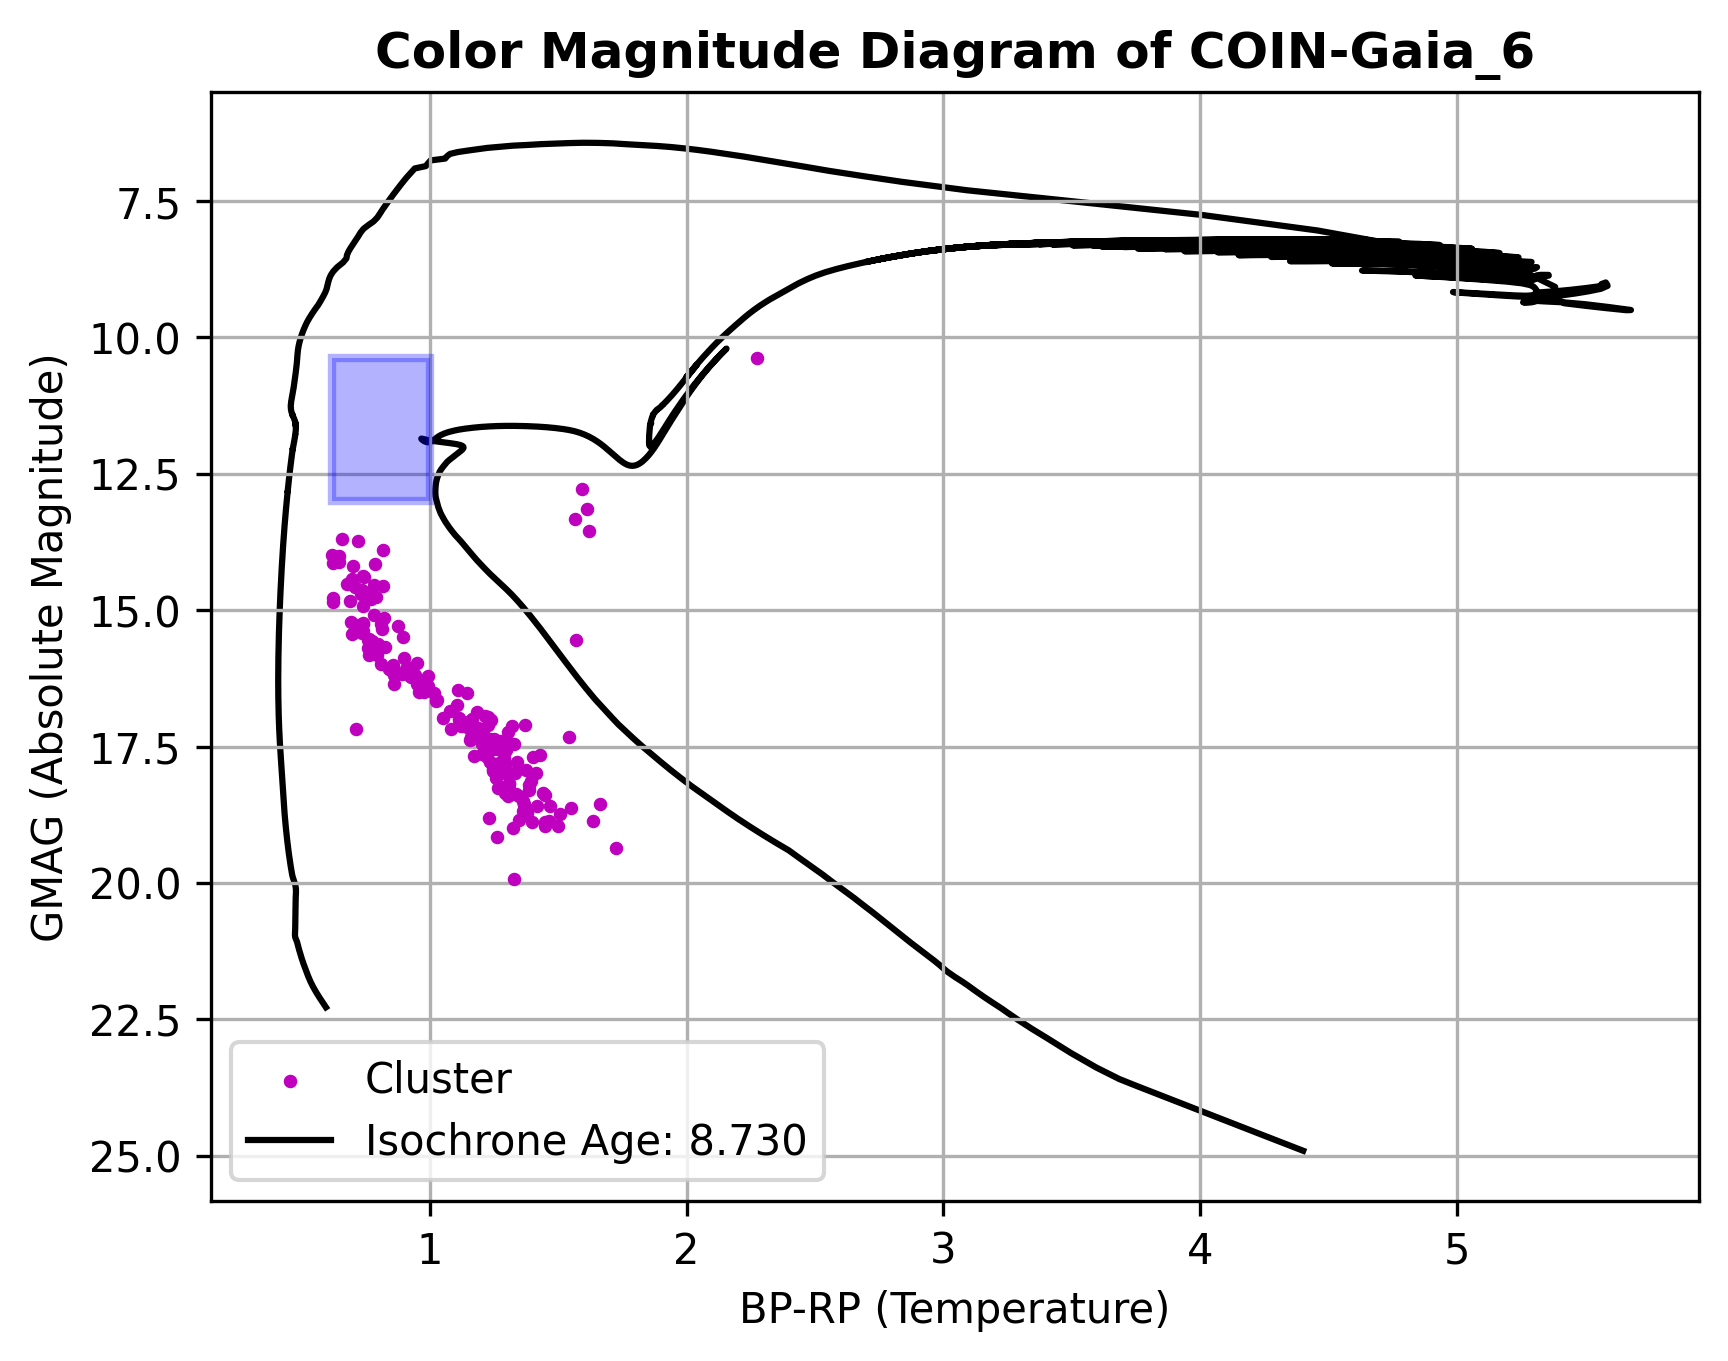 Color Magnitude Diagram of COIN-Gaia_6
GMAG (Absolute Magnitude)
7.5
10.0
12.5
15.0
17.5
20.0
22.5
25.0
Cluster
Isochrone Age: 8.730
1 2 3 4 5
BP-RP (Temperature)